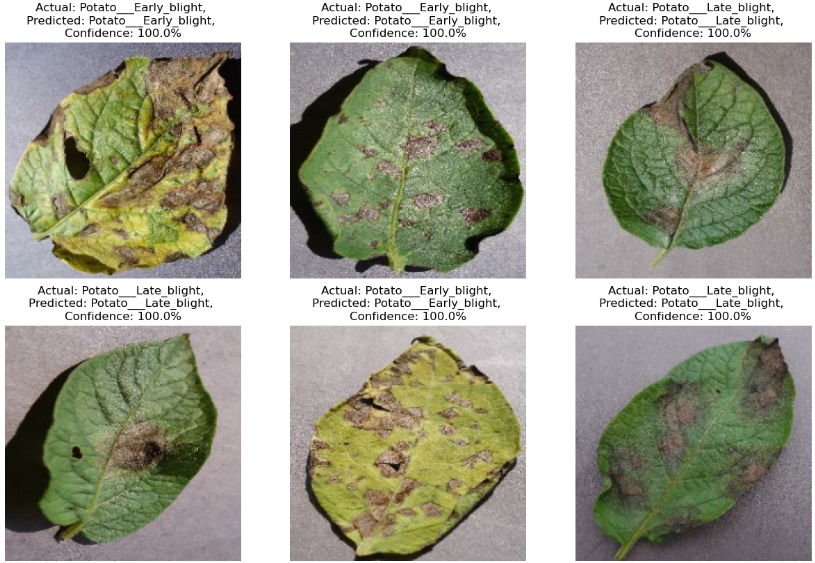 Actual: Potato___Early_blight,
Predicted: Potato___Early_blight,
Confidence: 100.0%
Actual: Potato___Early_blight,
Predicted: Potato___Early_blight,
Confidence: 100.0%
Actual: Potato___Late_blight,
Predicted: Potato___Late_blight,
Confidence: 100.0%
Actual: Potato___Late_blight,
Predicted: Potato___Late_blight,
Confidence: 100.0%
Actual: Potato___Early_blight,
Predicted: Potato___Early_blight,
Confidence: 100.0%
Actual: Potato___Late_blight,
Predicted: Potato___Late_blight,
Confidence: 100.0%